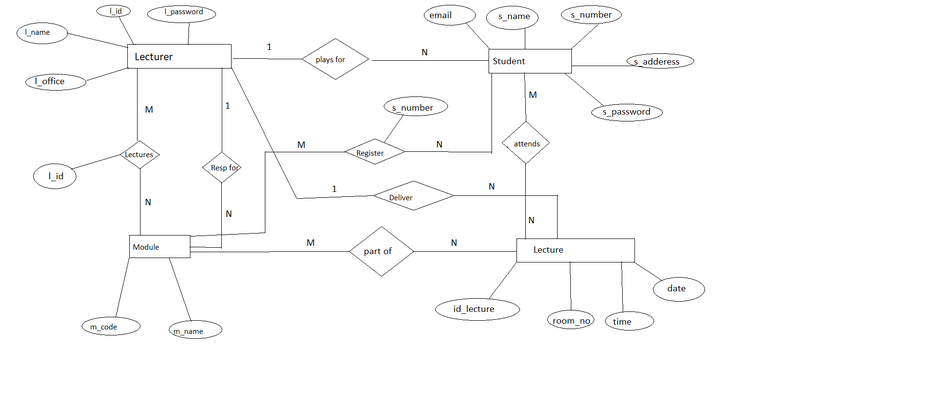 l_id
l_password
email
s_name
s_number
l_name
Lecturer
1
plays for
N
Student
s_adderess
l_office
M
1
s_number
M
s_password
Lectures
Resp for
M
Register
N
attends
l_id
N
N
1
Deliver
N
N
Module
M
part of
N
Lecture
m_code
m_name
id_lecture
room_no
time
date